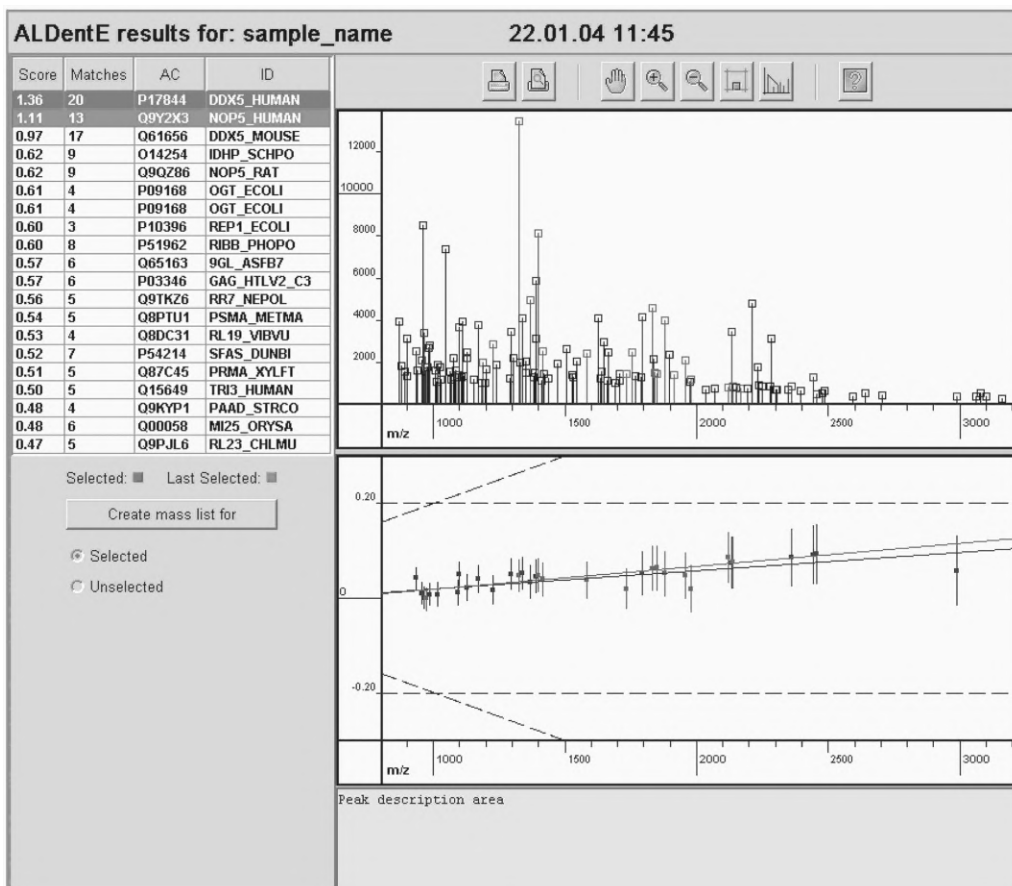 ALDentE results for: sample_name 22.01.04 11:45
Score Matches AC ID
1.36 20 P17844 DDX5_HUMAN
1.11 13 Q9Y2X3 NOP5_HUMAN
0.97 17 Q61656 DDX5_MOUSE
0.62 9 O14254 IDHP_SCHPO
0.62 9 Q9QZ86 NOP5_RAT
0.61 4 P09168 OGT_ECOLI
0.61 4 P09168 OGT_ECOLI
0.60 3 P10396 REP1_ECOLI
0.60 8 P51962 RIBB_PHOPO
0.57 6 Q65163 9GL_ASFB7
0.57 6 P03346 GAG_HTLV2_C3
0.56 5 Q9TKZ6 RR7_NEPOL
0.54 5 Q8PTU1 PSMA_METMA
0.53 4 Q8DC31 RL19_VIBVU
0.52 7 P54214 SFAS_DUNBI
0.51 5 Q87C45 PRMA_XYLFT
0.50 5 Q15649 TRI3_HUMAN
0.48 4 Q9KYP1 PAAD_STRCO
0.48 6 Q00058 MI25_ORYSA
0.47 5 Q9PJL6 RL23_CHLMU
Selected: Last Selected:
Create mass list for
Selected
Unselected
12000
10000
8000
6000
4000
2000
m/z 1000 1500 2000 2500 3000
0.20
0
-0.20
m/z 1000 1500 2000 2500 3000
Peak description area